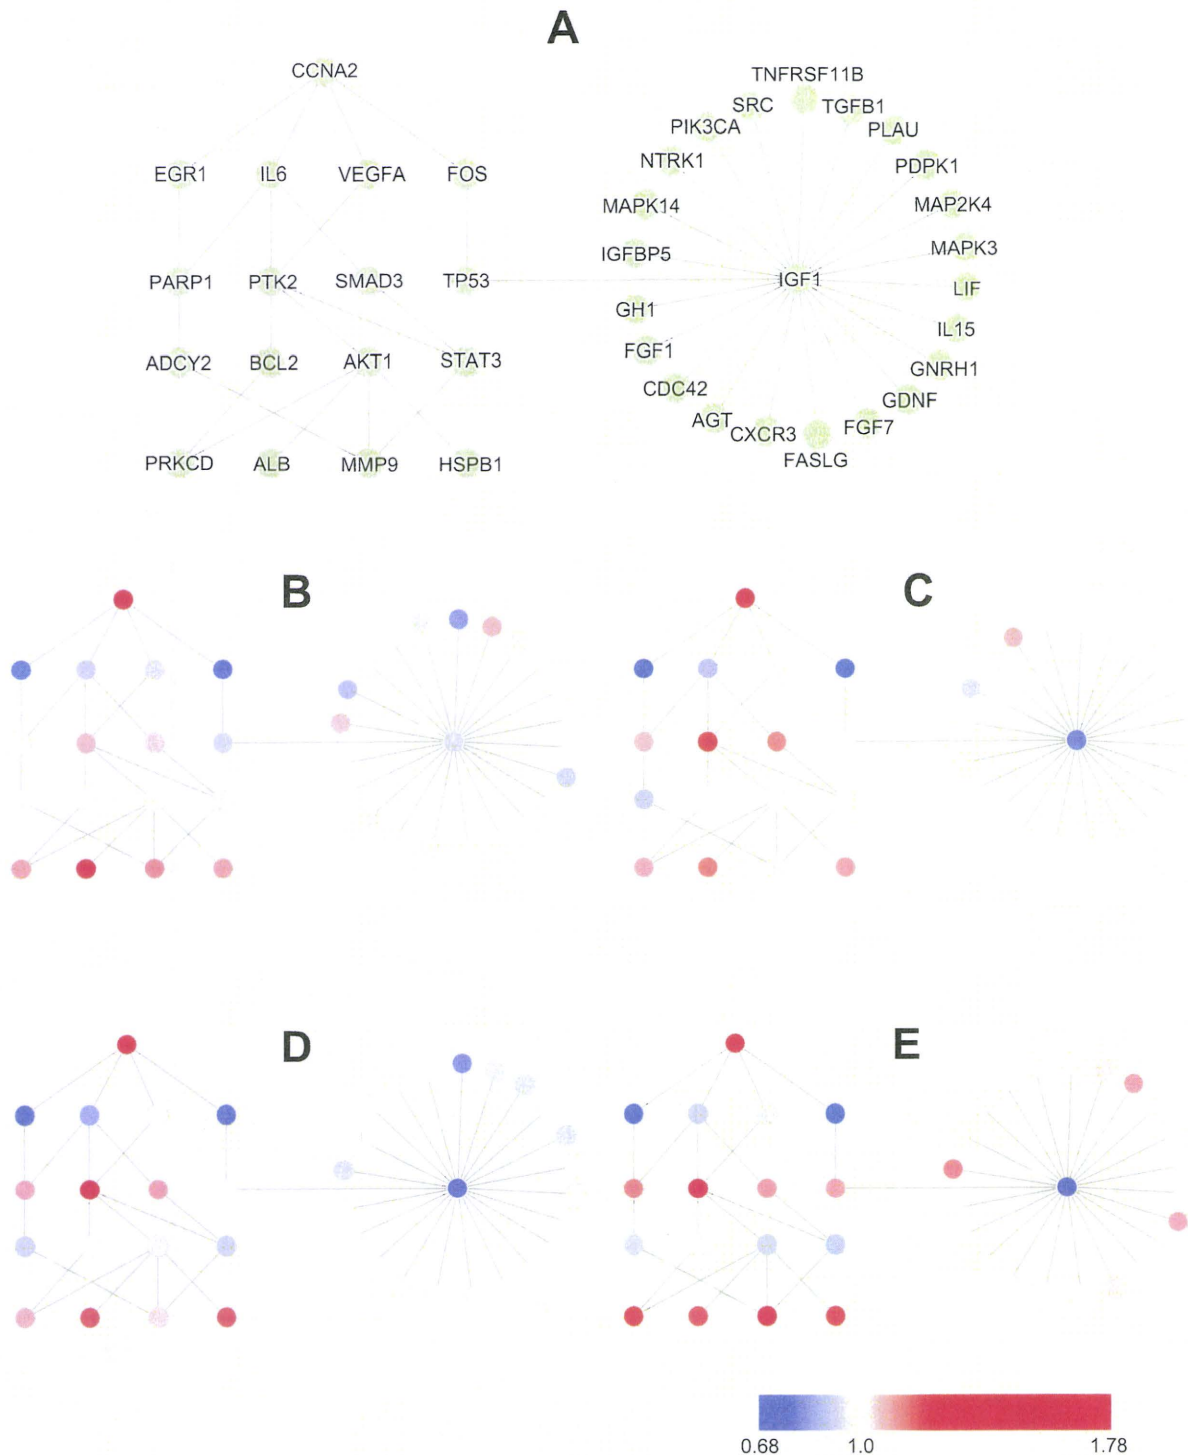 A
CCNA2
EGR1 IL6 VEGFA FOS
PARP1 PTK2 SMAD3 TP53
ADCY2 BCL2 AKT1 STAT3
PRKCD ALB MMP9 HSPB1
TNFRSF11B
SRC TGFB1
PIK3CA PLAU
NTRK1 PDPK1
MAPK14 MAP2K4
IGFBP5 MAPK3
IGF1 LIF
GH1 IL15
FGF1 GNRH1
CDC42 GDNF
AGT CXCR3 FGF7
FASLG
B
C
D
E
0.68 1.0 1.78